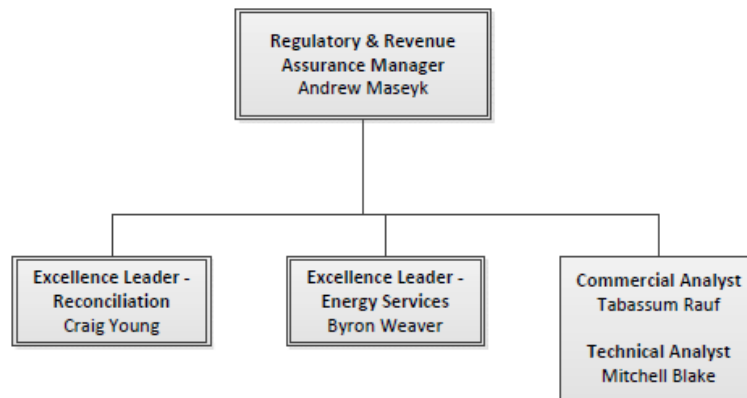 Regulatory & Revenue
Assurance Manager
Andrew Maseyk
Excellence Leader -
Reconciliation
Craig Young
Excellence Leader -
Energy Services
Byron Weaver
Commercial Analyst
Tabassum Rauf
Technical Analyst
Mitchell Blake